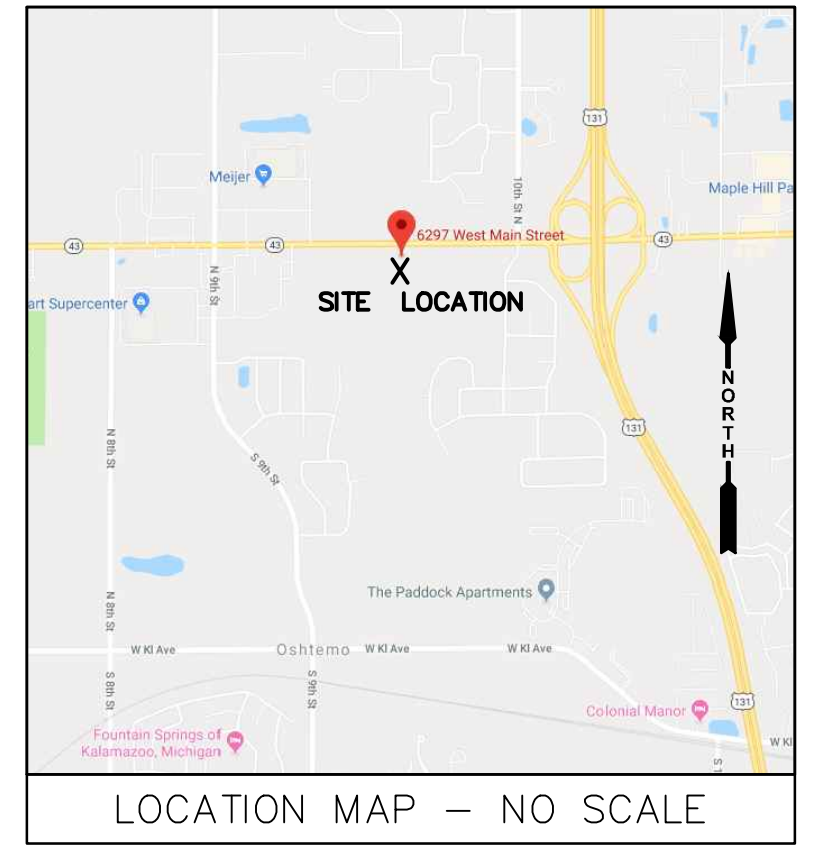 131
10th St N
Meijer
Maple Hill Pa
6297 West Main Street
43
43
43
X
SITE LOCATION
N 9th St
art Supercenter
NORTH
131
N 8th St
S 9th St
The Paddock Apartments
N 8th St
W Kl Ave
Oshtemo
W Kl Ave
W Kl Ave
S 8th St
S 9th St
131
Colonial Manor
Fountain Springs of
Kalamazoo, Michigan
W Kl
S 1
LOCATION MAP – NO SCALE